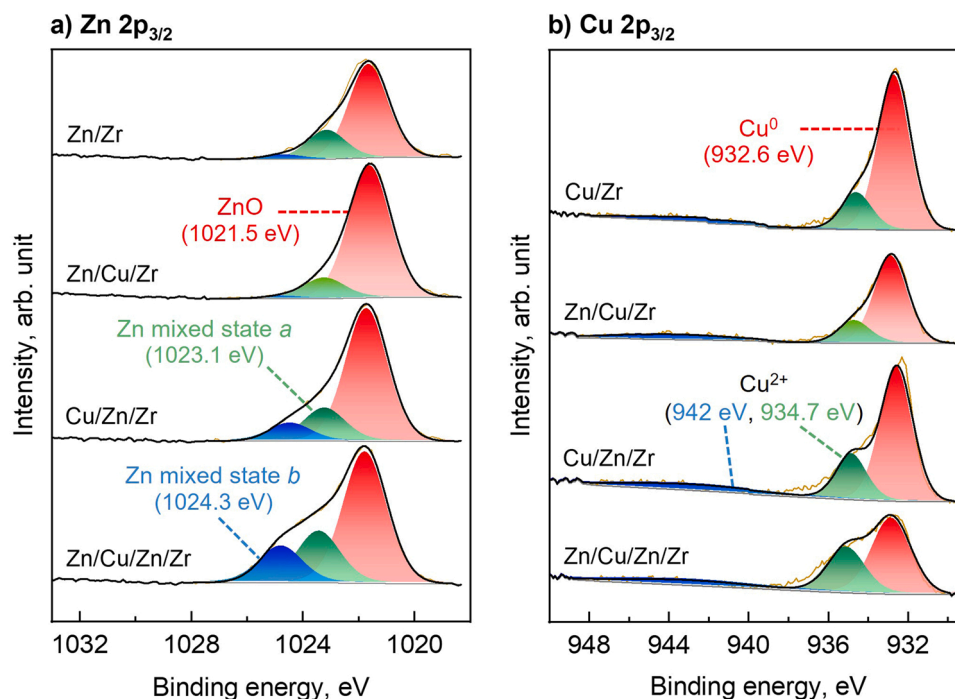 a) Zn 2p3/2
Zn/Zr
ZnO
(1021.5 eV)
Zn/Cu/Zr
Zn mixed state a
(1023.1 eV)
Cu/Zn/Zr
Zn mixed state b
(1024.3 eV)
Zn/Cu/Zn/Zr
Intensity, arb. unit
1032
1028
1024
1020
Binding energy, eV
b) Cu 2p3/2
Cu0
(932.6 eV)
Cu/Zr
Zn/Cu/Zr
Cu2+
(942 eV, 934.7 eV)
Cu/Zn/Zr
Zn/Cu/Zn/Zr
Intensity, arb. unit
948
944
940
936
932
Binding energy, eV